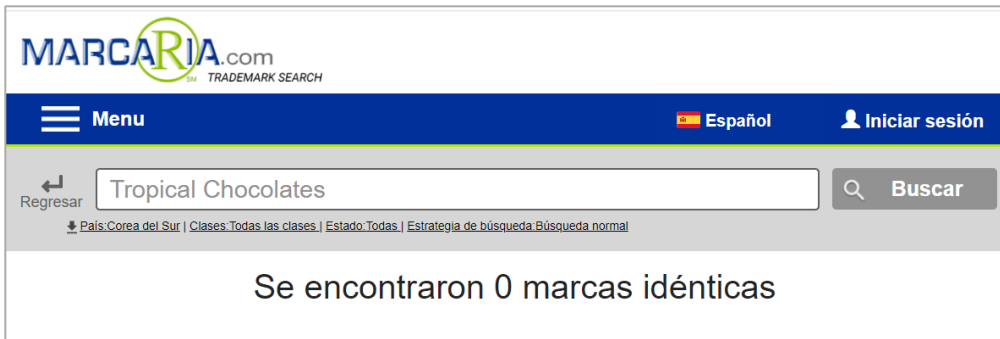 MARCARIA.com
SM TRADEMARK SEARCH
Menu Español Iniciar sesión
Regresar Tropical Chocolates Buscar
País:Corea del Sur | Clases:Todas las clases | Estado:Todas | Estrategia de búsqueda:Búsqueda normal
Se encontraron 0 marcas idénticas